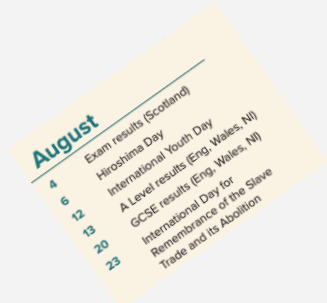 August
4 Exam results (Scotland)
6 Hiroshima Day
12 International Youth Day
13 A Level results (Eng, Wales, NI)
20 GCSE results (Eng, Wales, NI)
23 International Day for
Remembrance of the Slave
Trade and its Abolition